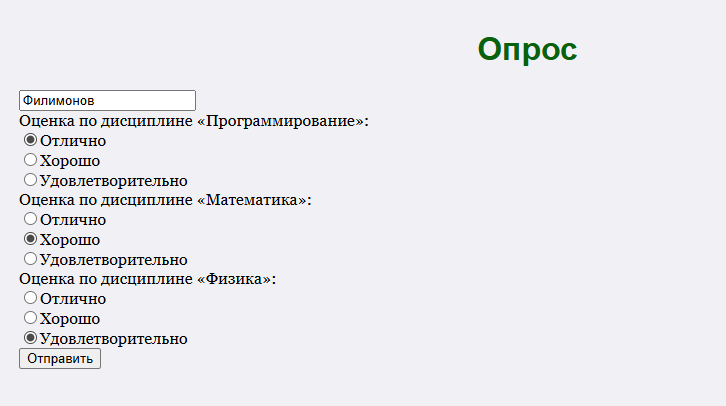 Опрос
Филимонов
Оценка по дисциплине «Программирование»:
Отлично
Хорошо
Удовлетворительно
Оценка по дисциплине «Математика»:
Отлично
Хорошо
Удовлетворительно
Оценка по дисциплине «Физика»:
Отлично
Хорошо
Удовлетворительно
Отправить